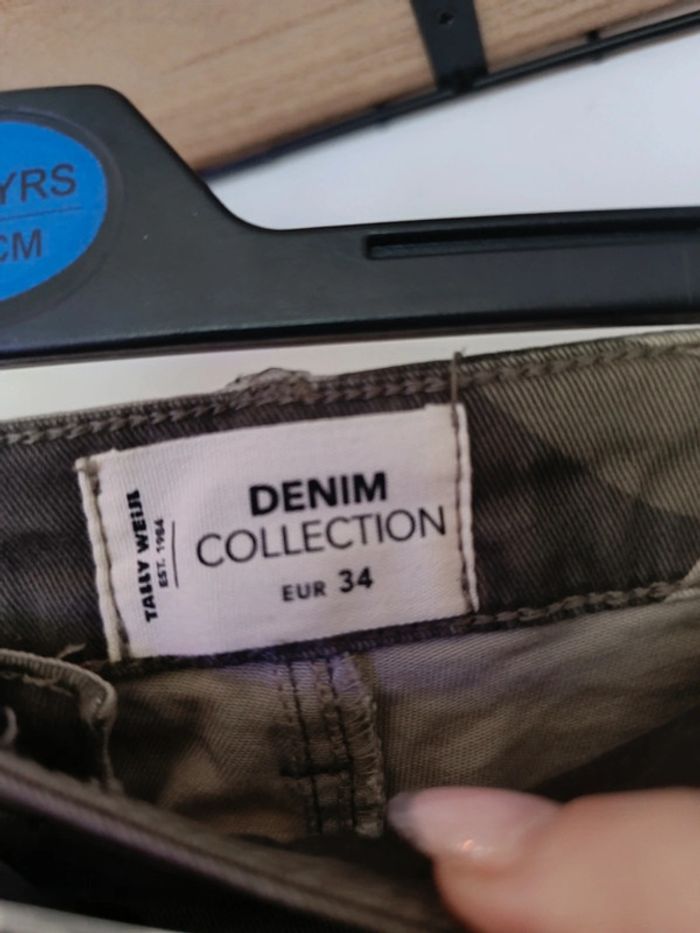 YRS
CM
TALLY WEiJL
EST. 1984
DENIM
COLLECTION
EUR 34